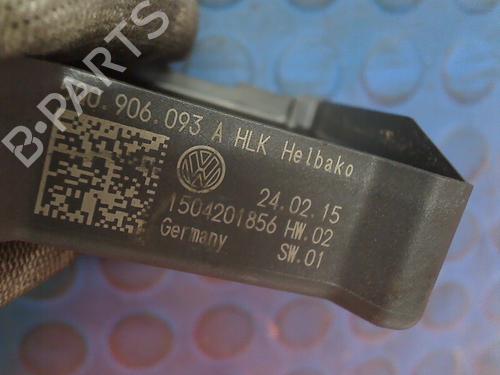 B-PARTS
0.906.093 A HLK Helbako
24.02.15
1504201856 HW.02
Germany SW.01